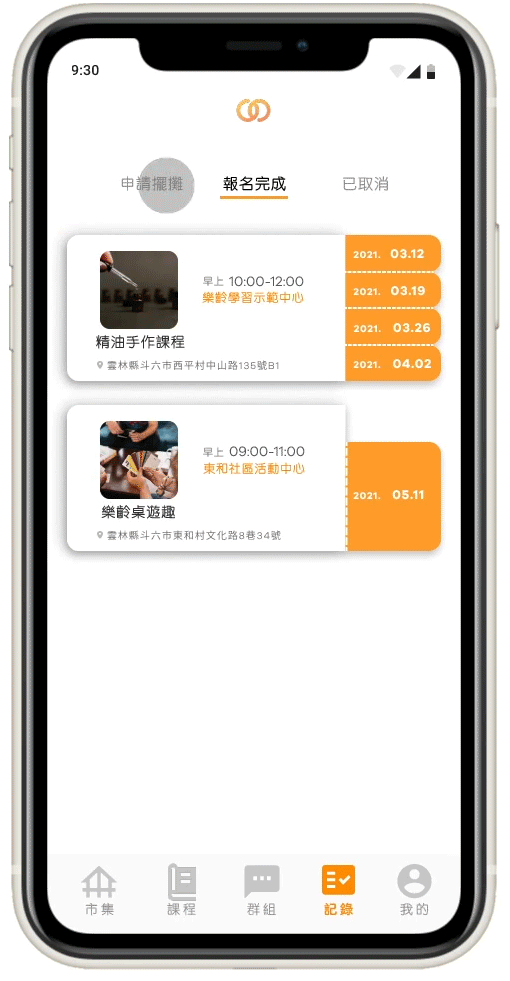 9:30
申請擺攤 報名完成 已取消
早上 10:00-12:00
樂齡學習示範中心
精油手作課程
雲林縣斗六市西平村中山路135號B1
2021. 03.12
2021. 03.19
2021. 03.26
2021. 04.02
早上 09:00-11:00
東和社區活動中心
樂齡桌遊趣
雲林縣斗六市東和村文化路8巷34號
2021. 05.11
市集 課程 群組 記錄 我的